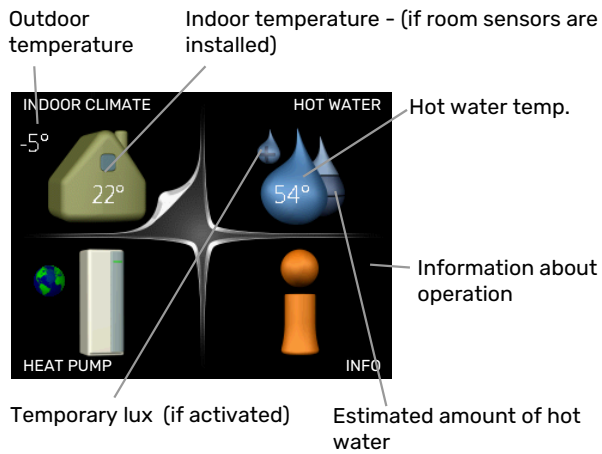 Outdoor
temperature
Indoor temperature - (if room sensors are
installed)
INDOOR CLIMATE
HOT WATER
-5°
22°
54°
Hot water temp.
Information about
operation
HEAT PUMP
INFO
Temporary lux (if activated)
Estimated amount of hot
water